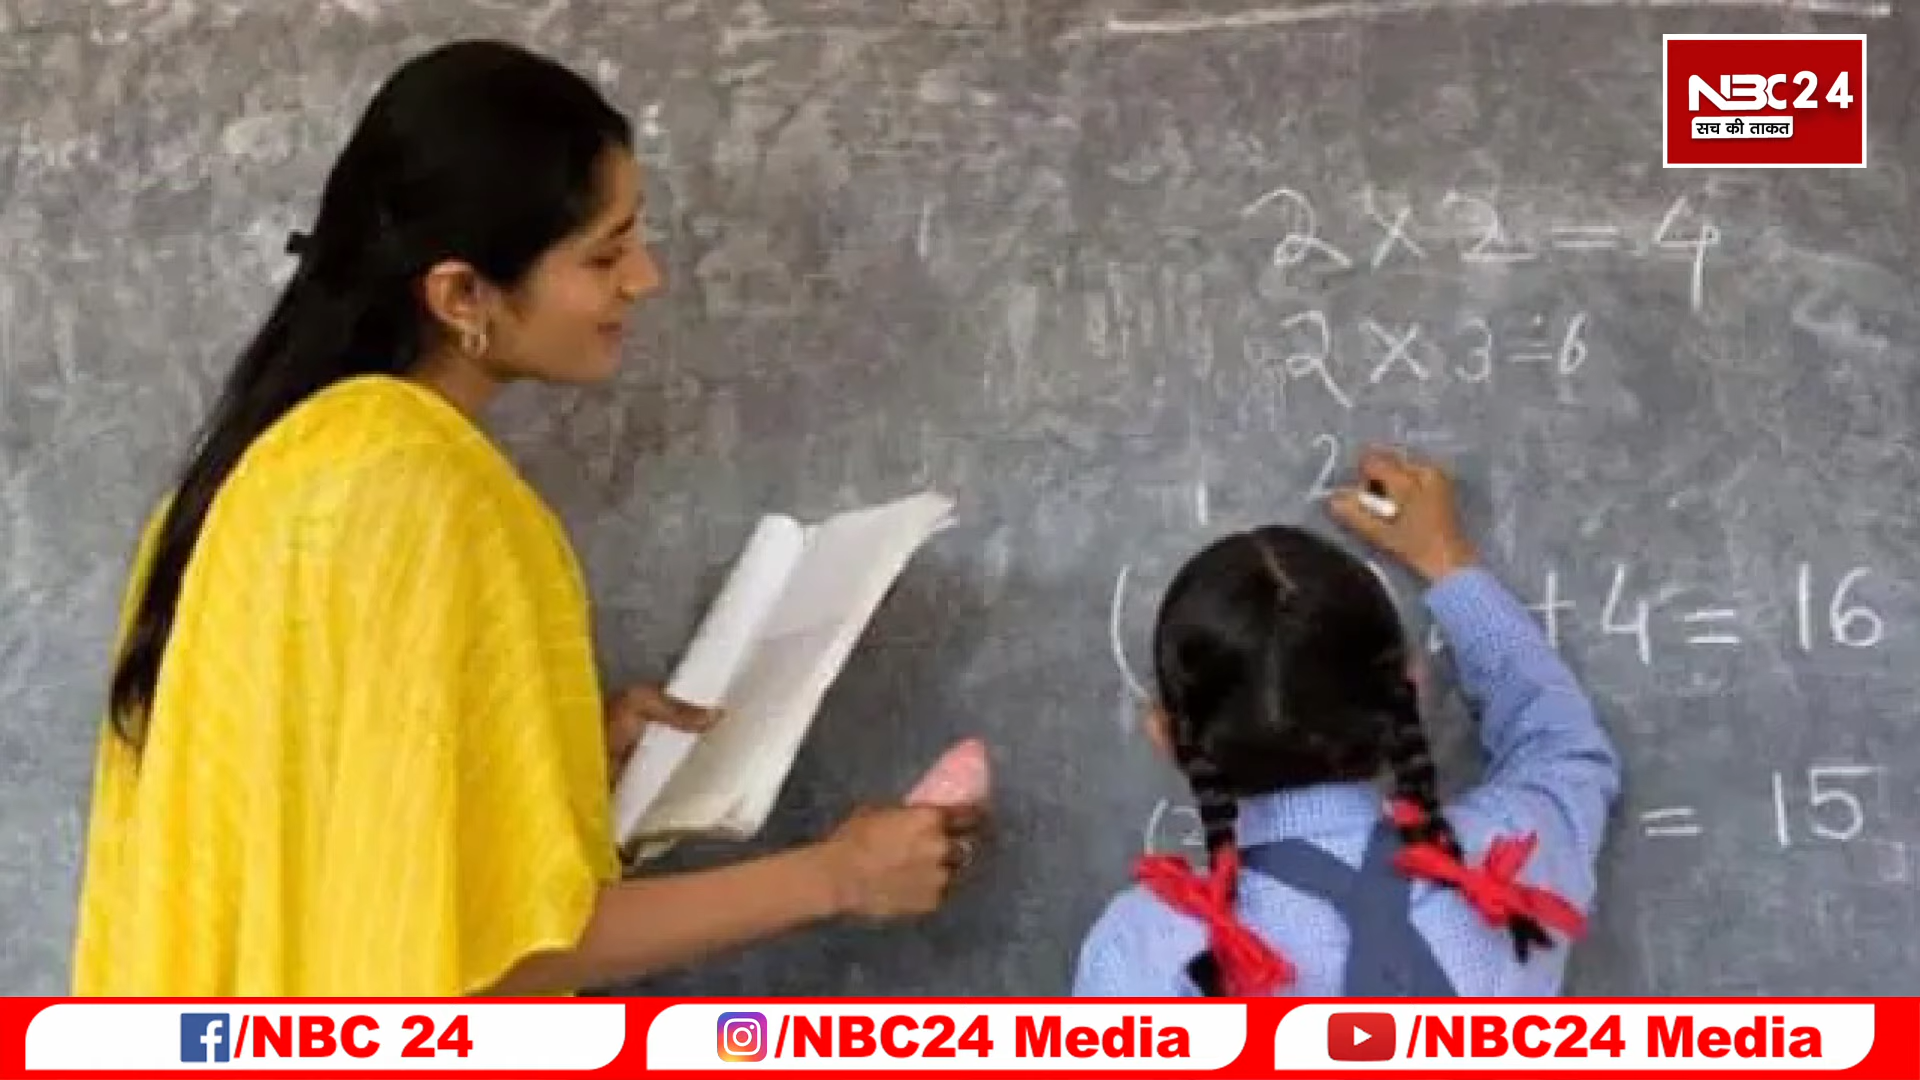 NBC24
सच की ताकत
2 × 2 = 4
2 × 3 = 6
2
+ 4 = 16
(2
= 15
/NBC 24
/NBC24 Media
/NBC24 Media